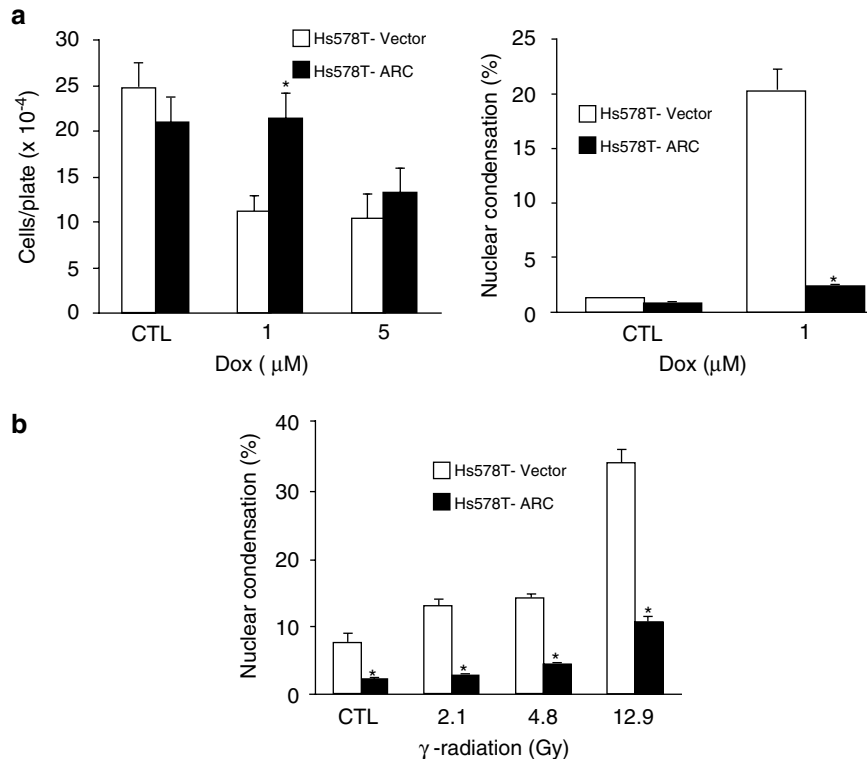 a
30
25
20
15
10
5
0
Cells/plate (x 10⁻⁴)
Hs578T- Vector
Hs578T- ARC
*
CTL
1
5
Dox ( μM)
25
20
15
10
5
0
Nuclear condensation (%)
Hs578T- Vector
Hs578T- ARC
*
CTL
1
Dox (μM)
b
40
30
20
10
0
Nuclear condensation (%)
Hs578T- Vector
Hs578T- ARC
*
*
*
*
CTL
2.1
4.8
12.9
γ -radiation (Gy)